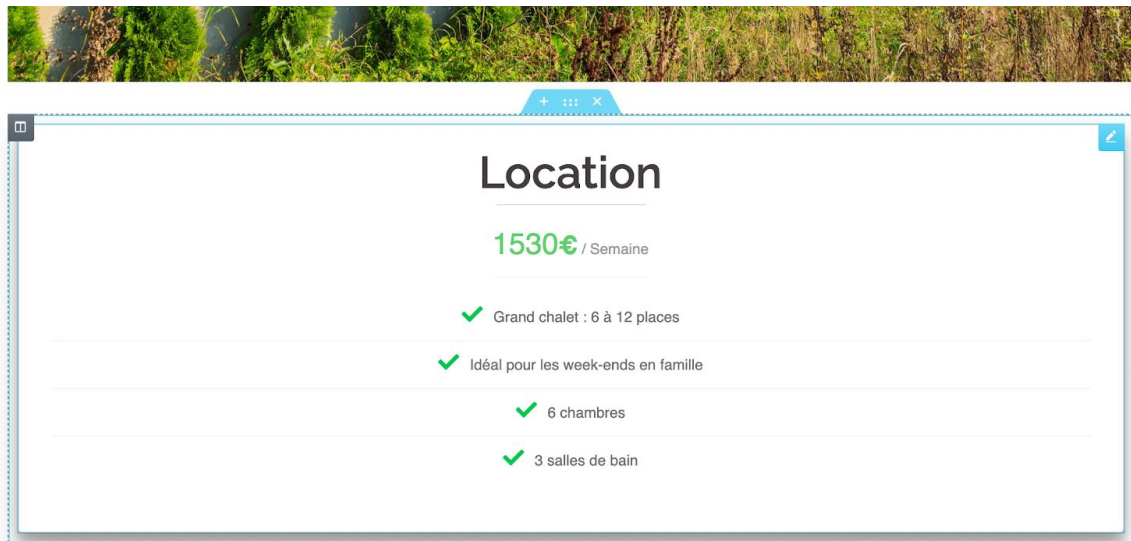 Location
1530€ / Semaine
Grand chalet : 6 à 12 places
Idéal pour les week-ends en famille
6 chambres
3 salles de bain